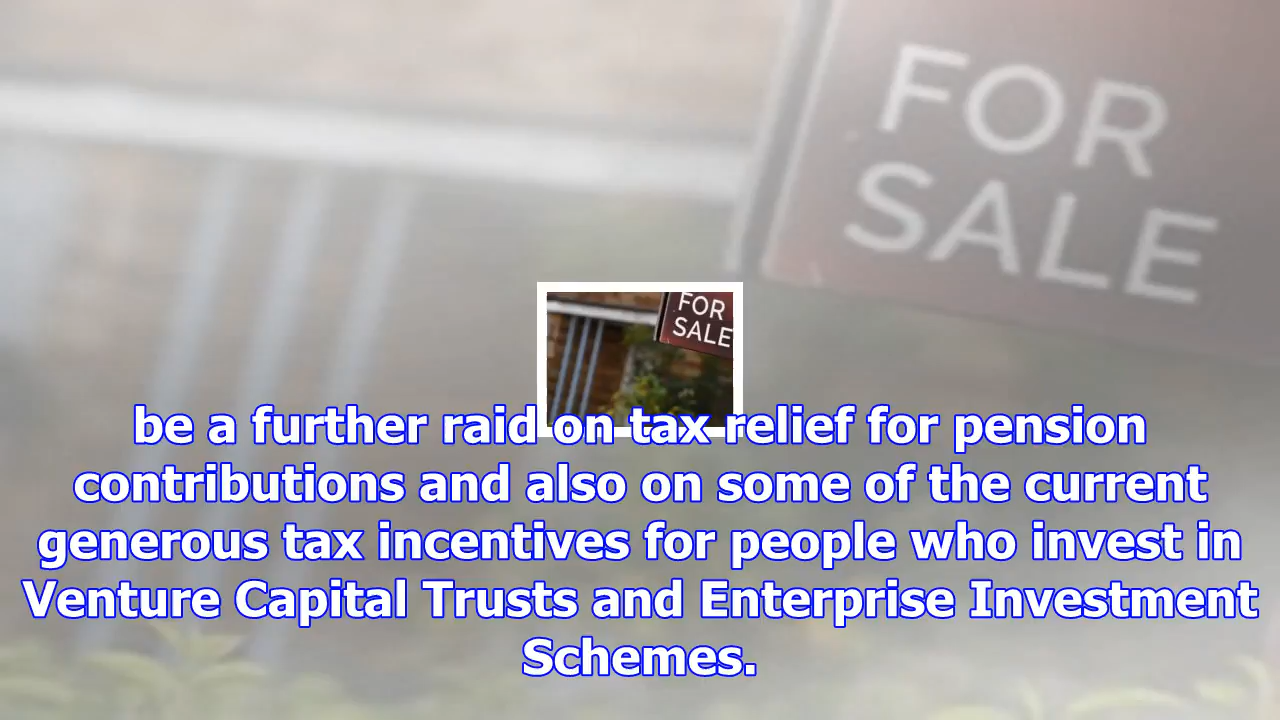 FOR
SALE
FOR
SALE
be a further raid on tax relief for pension
contributions and also on some of the current
generous tax incentives for people who invest in
Venture Capital Trusts and Enterprise Investment
Schemes.